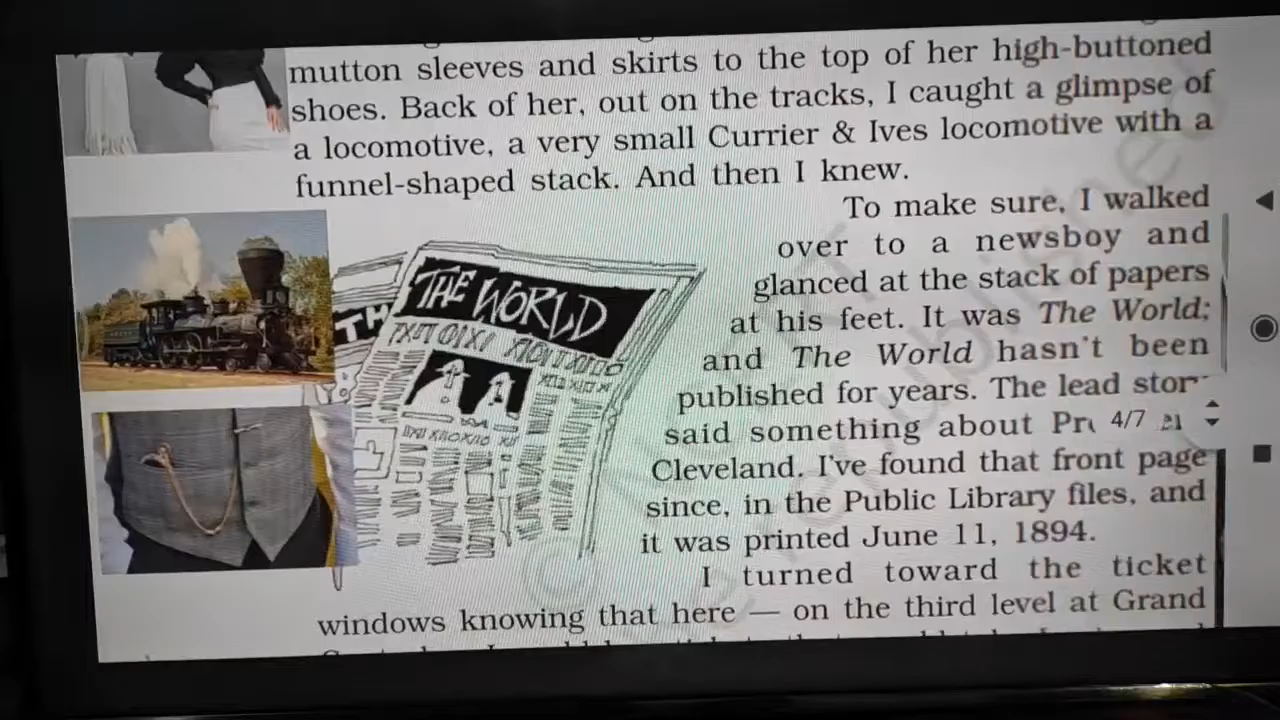 mutton sleeves and skirts to the top of her high-buttoned
shoes. Back of her, out on the tracks, I caught a glimpse of
a locomotive, a very small Currier & Ives locomotive with a
funnel-shaped stack. And then I knew.
To make sure, I walked
over to a newsboy and
glanced at the stack of papers
at his feet. It was The World;
and The World hasn't been
published for years. The lead stor
said something about Pr
4/7
Cleveland. I've found that front page
since, in the Public Library files, and
it was printed June 11, 1894.
I turned toward the ticket
windows knowing that here — on the third level at Grand
THE WORLD
TH